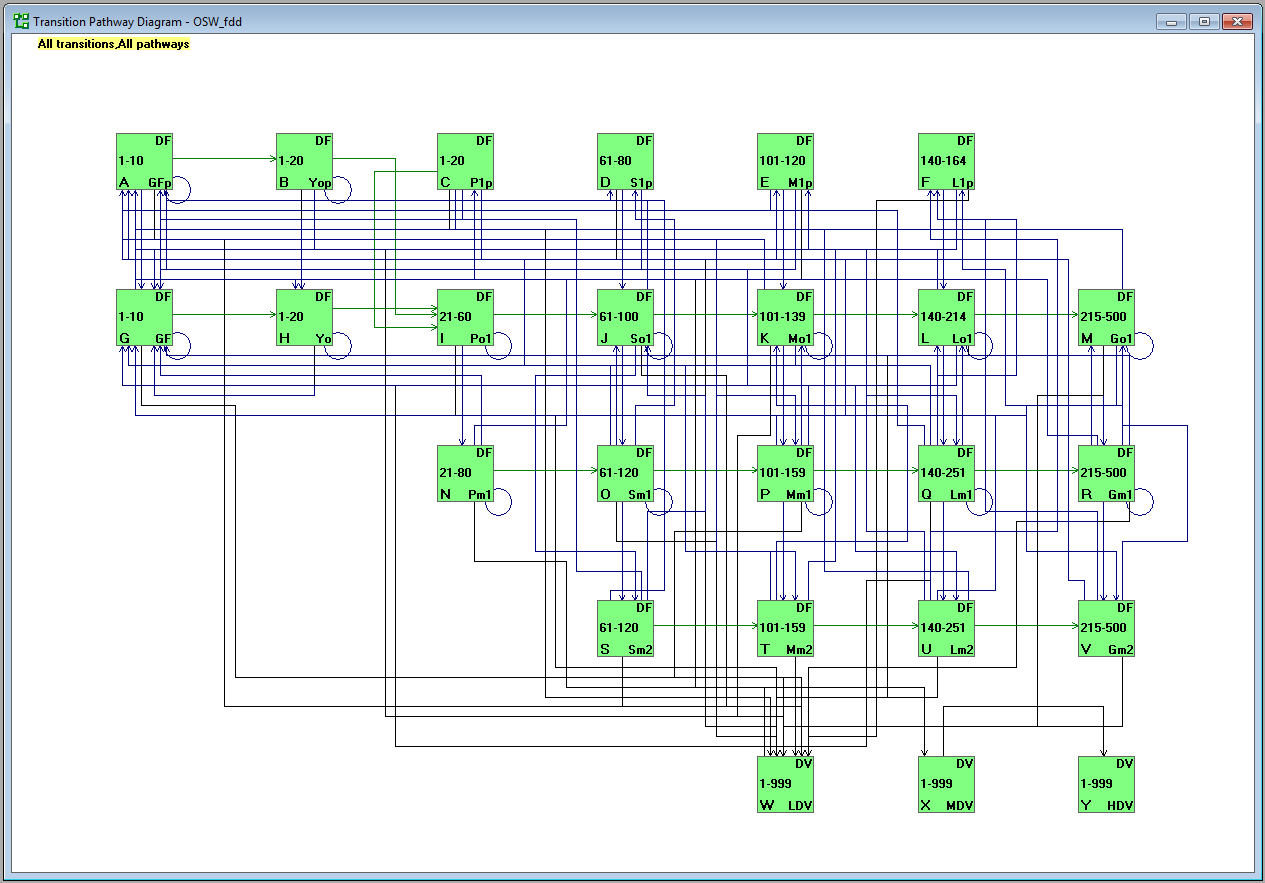 Transition Pathway Diagram - OSW_fdd
All transitions,All pathways
DF
1-10
A GFp
DF
1-20
B Yop
DF
1-20
C P1p
DF
61-80
D S1p
DF
101-120
E M1p
DF
140-164
F L1p
DF
1-10
G GF
DF
1-20
H Yo
DF
21-60
I Po1
DF
61-100
J So1
DF
101-139
K Mo1
DF
140-214
L Lo1
DF
215-500
M Go1
DF
21-80
N Pm1
DF
61-120
O Sm1
DF
101-159
P Mm1
DF
140-251
Q Lm1
DF
215-500
R Gm1
DF
61-120
S Sm2
DF
101-159
T Mm2
DF
140-251
U Lm2
DF
215-500
V Gm2
DV
1-999
W LDV
DV
1-999
X MDV
DV
1-999
Y HDV